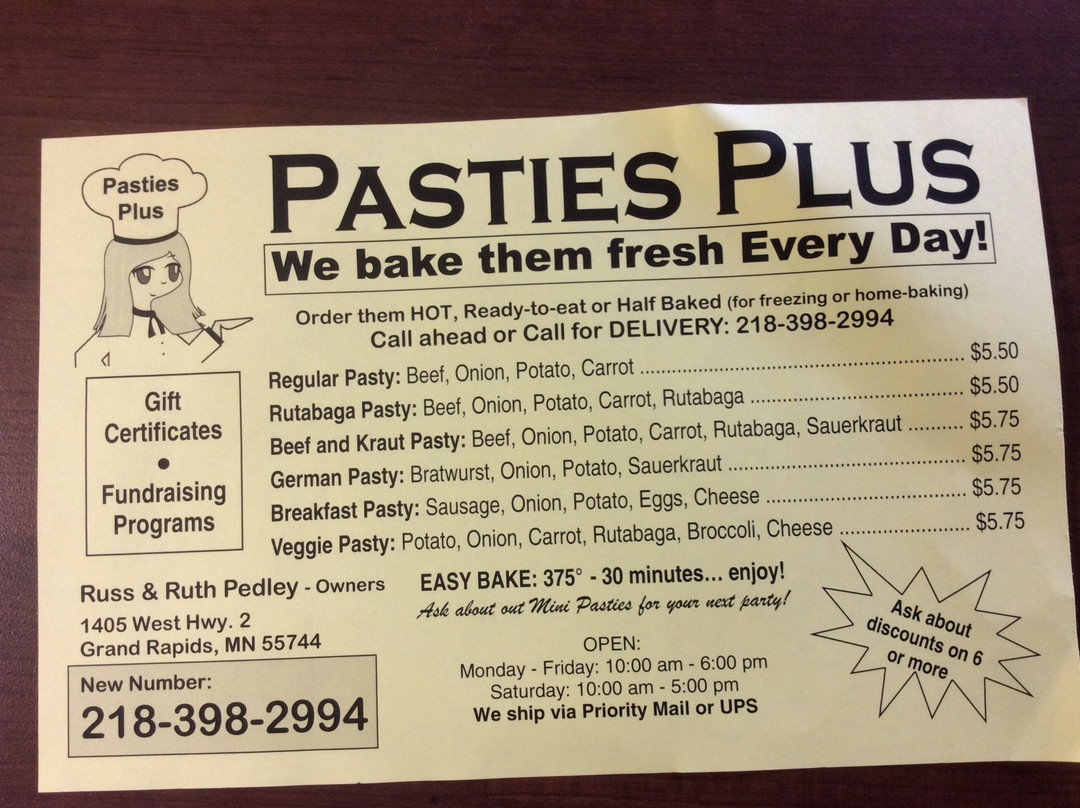 Pasties
Plus
PASTIES PLUS
We bake them fresh Every Day!
Order them HOT, Ready-to-eat or Half Baked (for freezing or home-baking)
Call ahead or Call for DELIVERY: 218-398-2994
Regular Pasty: Beef, Onion, Potato, Carrot ........ $5.50
Rutabaga Pasty: Beef, Onion, Potato, Carrot, Rutabaga ........ $5.50
Beef and Kraut Pasty: Beef, Onion, Potato, Carrot, Rutabaga, Sauerkraut ........ $5.75
German Pasty: Bratwurst, Onion, Potato, Sauerkraut ........ $5.75
Breakfast Pasty: Sausage, Onion, Potato, Eggs, Cheese ........ $5.75
Veggie Pasty: Potato, Onion, Carrot, Rutabaga, Broccoli, Cheese ........ $5.75
Gift
Certificates
•
Fundraising
Programs
Russ & Ruth Pedley - Owners
1405 West Hwy. 2
Grand Rapids, MN 55744
New Number:
218-398-2994
EASY BAKE: 375° - 30 minutes... enjoy!
Ask about out Mini Pasties for your next party!
OPEN:
Monday - Friday: 10:00 am - 6:00 pm
Saturday: 10:00 am - 5:00 pm
We ship via Priority Mail or UPS
Ask about
discounts on 6
or more